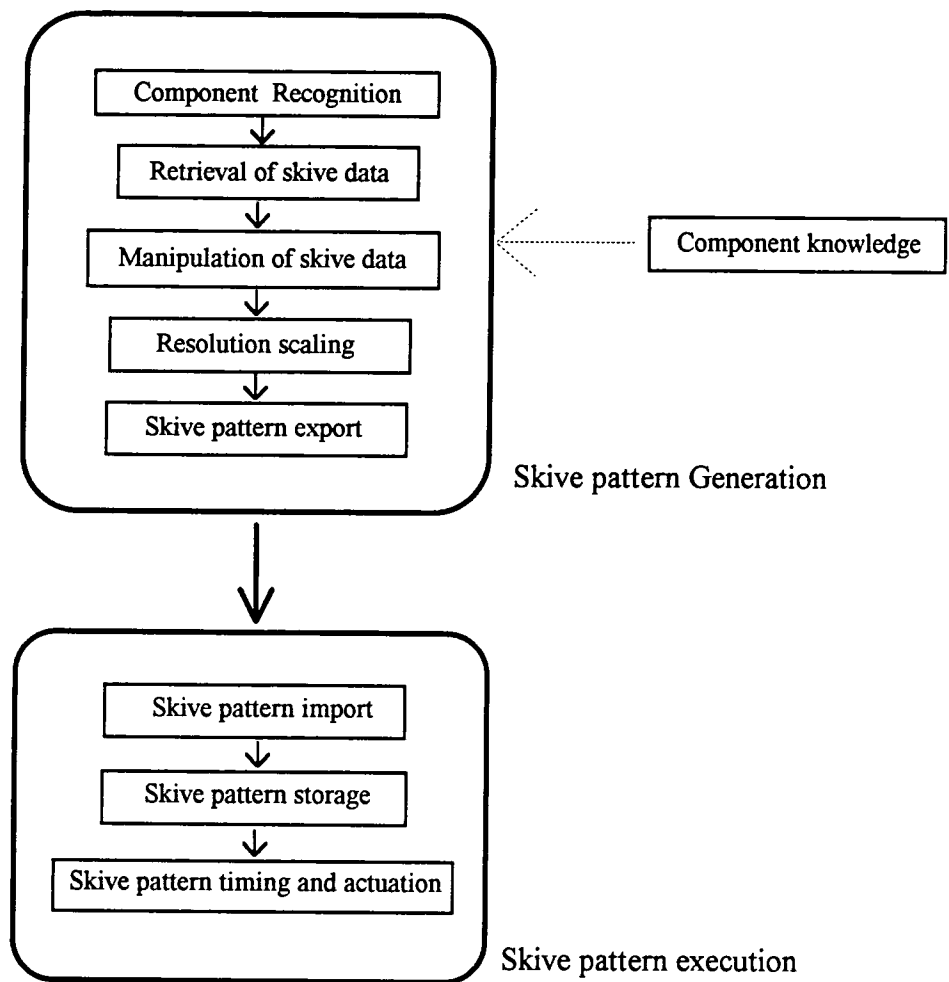 Component Recognition
Retrieval of skive data
Manipulation of skive data
Component knowledge
Resolution scaling
Skive pattern export
Skive pattern Generation
Skive pattern import
Skive pattern storage
Skive pattern timing and actuation
Skive pattern execution